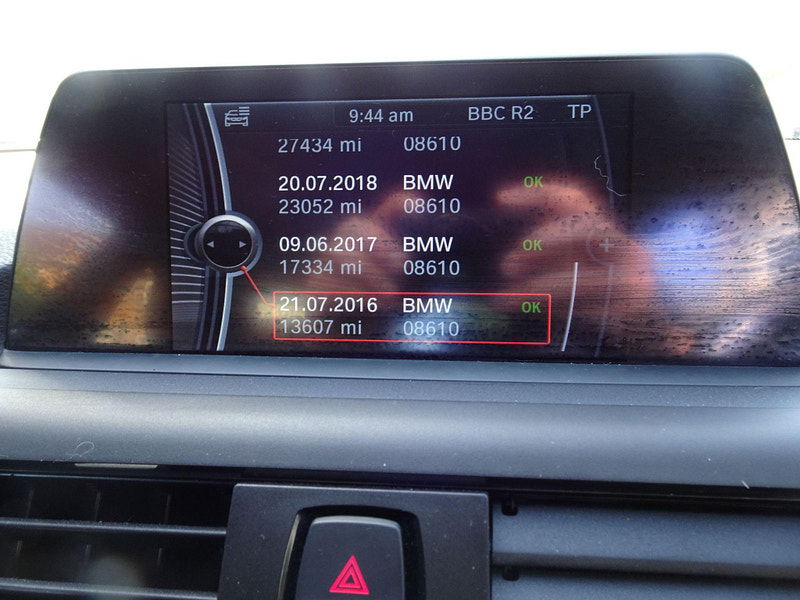 9:44 am BBC R2 TP
27434 mi 08610
20.07.2018 BMW OK
23052 mi 08610
09.06.2017 BMW OK
17334 mi 08610
21.07.2016 BMW OK
13607 mi 08610